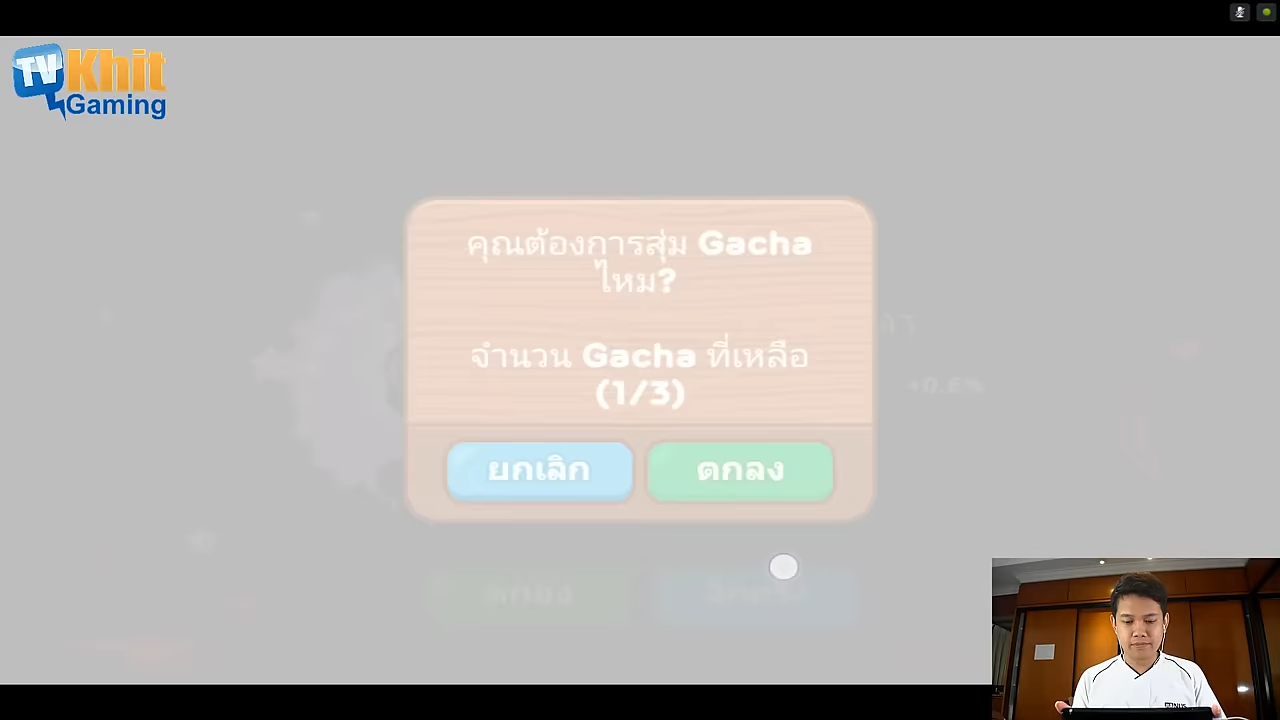 TV Khit
Gaming
คุณต้องการสุ่ม Gacha
ไหม?
จำนวน Gacha ที่เหลือ
(1/3)
+0.6%
ยกเลิก
ตกลง